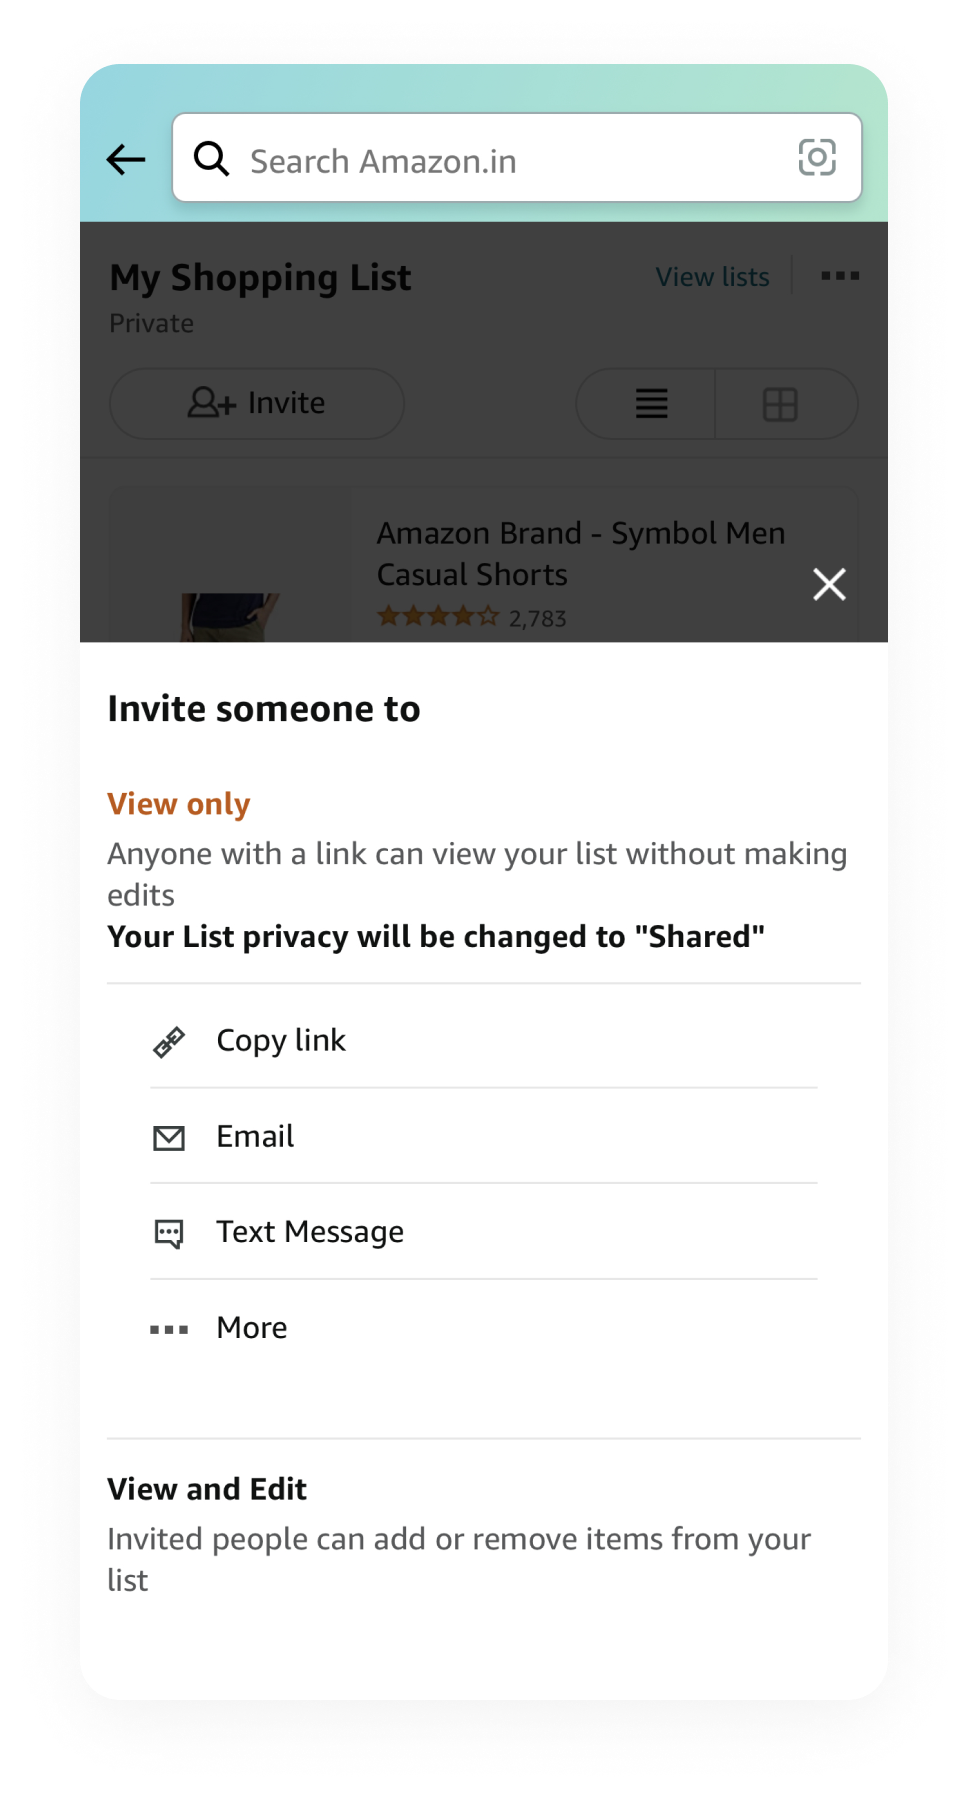 Search Amazon.in
My Shopping List
View lists
Private
Invite
Amazon Brand - Symbol Men
Casual Shorts
2,783
Invite someone to
View only
Anyone with a link can view your list without making
edits
Your List privacy will be changed to "Shared"
Copy link
Email
Text Message
More
View and Edit
Invited people can add or remove items from your
list